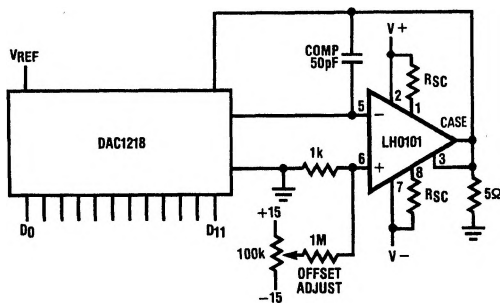 VREF
DAC1218
D0
D11
COMP
50pF
V+
RSC
2
1
5
−
CASE
LH0101
1k
6
+
3
8
7
RSC
5Ω
V−
+15
100k
1M
−15
OFFSET
ADJUST